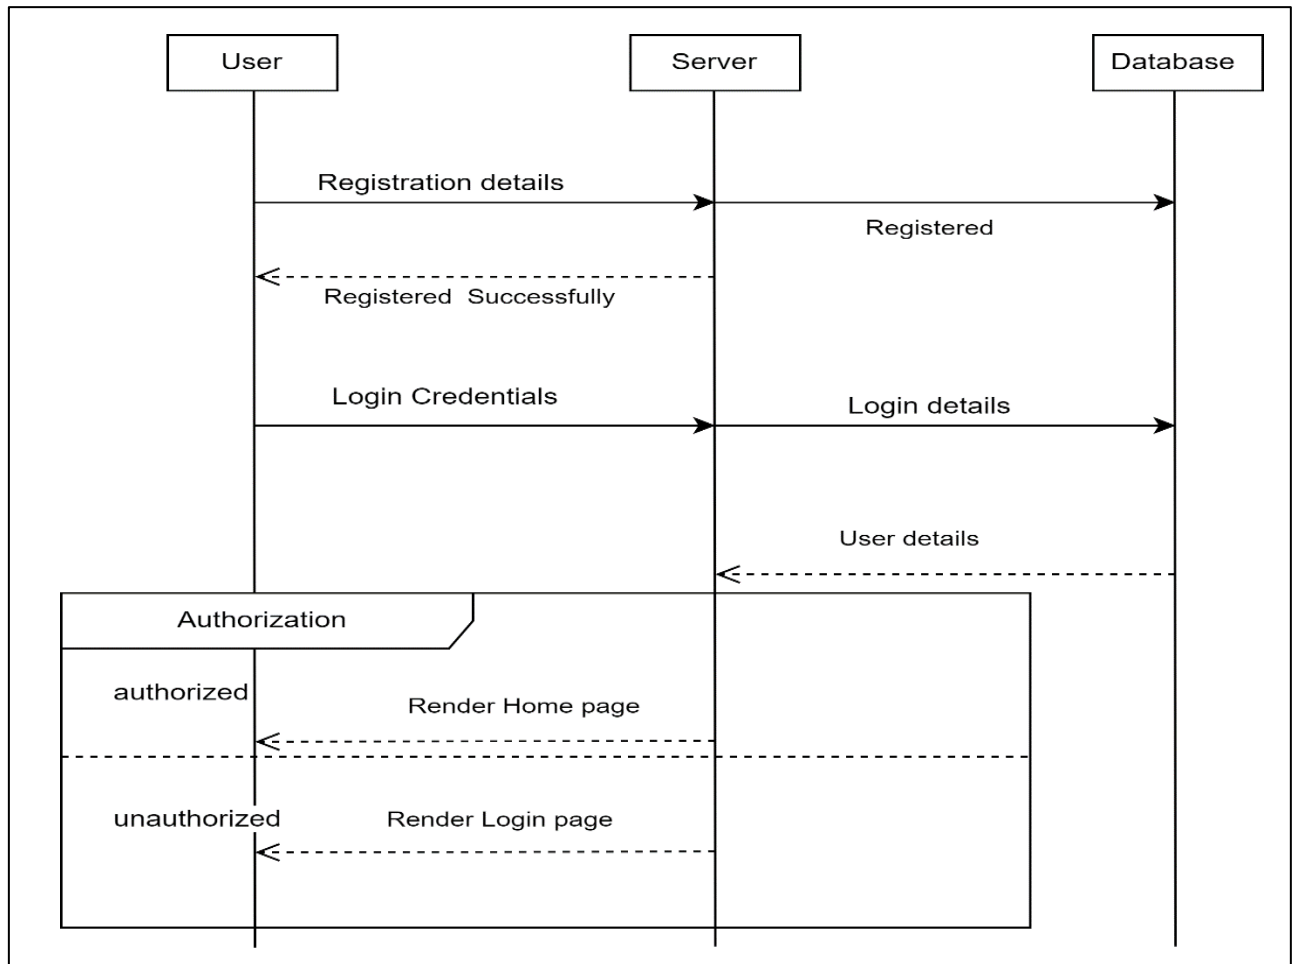 User
Server
Database
Registration details
Registered
Registered Successfully
Login Credentials
Login details
User details
Authorization
authorized
Render Home page
unauthorized
Render Login page